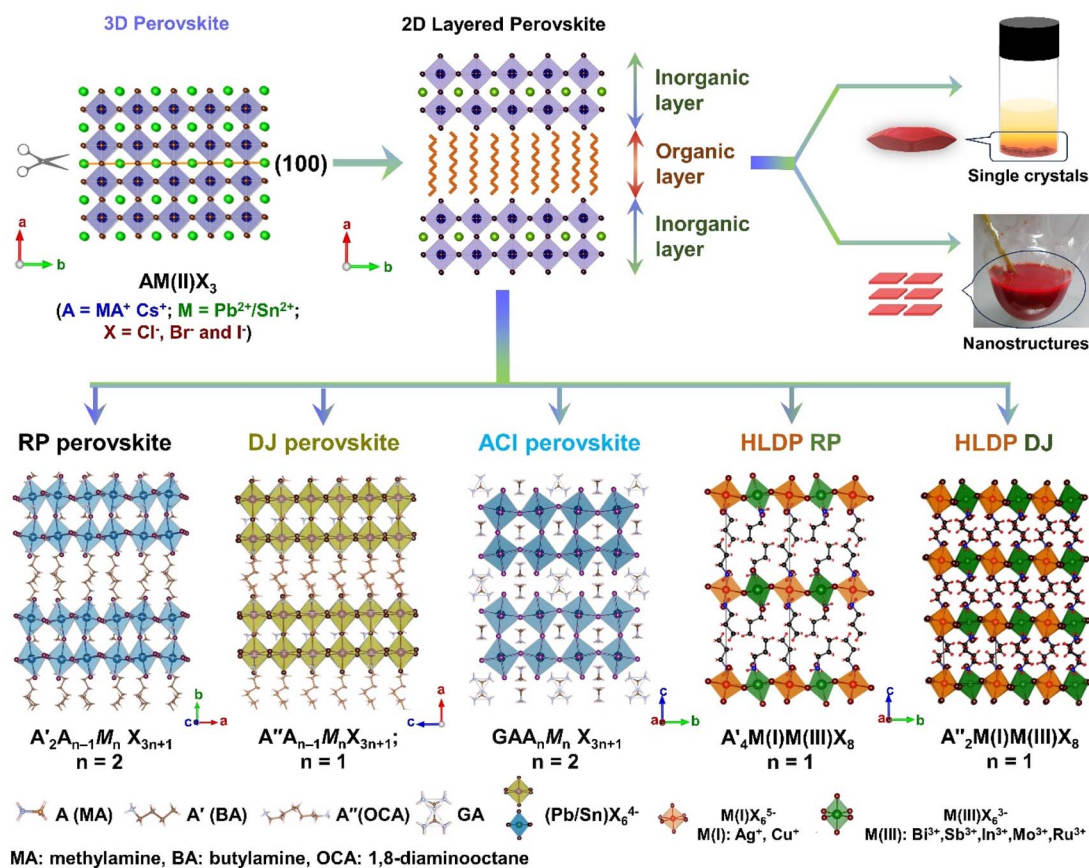 3D Perovskite
2D Layered Perovskite
Inorganic
layer
(100)
Organic
layer
Inorganic
layer
Single crystals
Nanostructures
a
b
a
b
AM(II)X₃
(A = MA⁺ Cs⁺; M = Pb²⁺/Sn²⁺;
X = Cl⁻, Br⁻ and I⁻)
RP perovskite
DJ perovskite
ACI perovskite
HLDP RP
HLDP DJ
b
c
a
a
c
c
a
b
c
a
b
A′₂Aₙ₋₁Mₙ X₃ₙ₊₁
n = 2
A″Aₙ₋₁MₙX₃ₙ₊₁;
n = 1
GAAₙMₙ X₃ₙ₊₁
n = 2
A′₄M(I)M(III)X₈
n = 1
A″₂M(I)M(III)X₈
n = 1
A (MA)
A′ (BA)
A″(OCA)
GA
(Pb/Sn)X₆⁴⁻
M(I)X₆⁵⁻
M(I): Ag⁺, Cu⁺
M(III)X₆³⁻
M(III): Bi³⁺,Sb³⁺,In³⁺,Mo³⁺,Ru³⁺
MA: methylamine, BA: butylamine, OCA: 1,8-diaminooctane